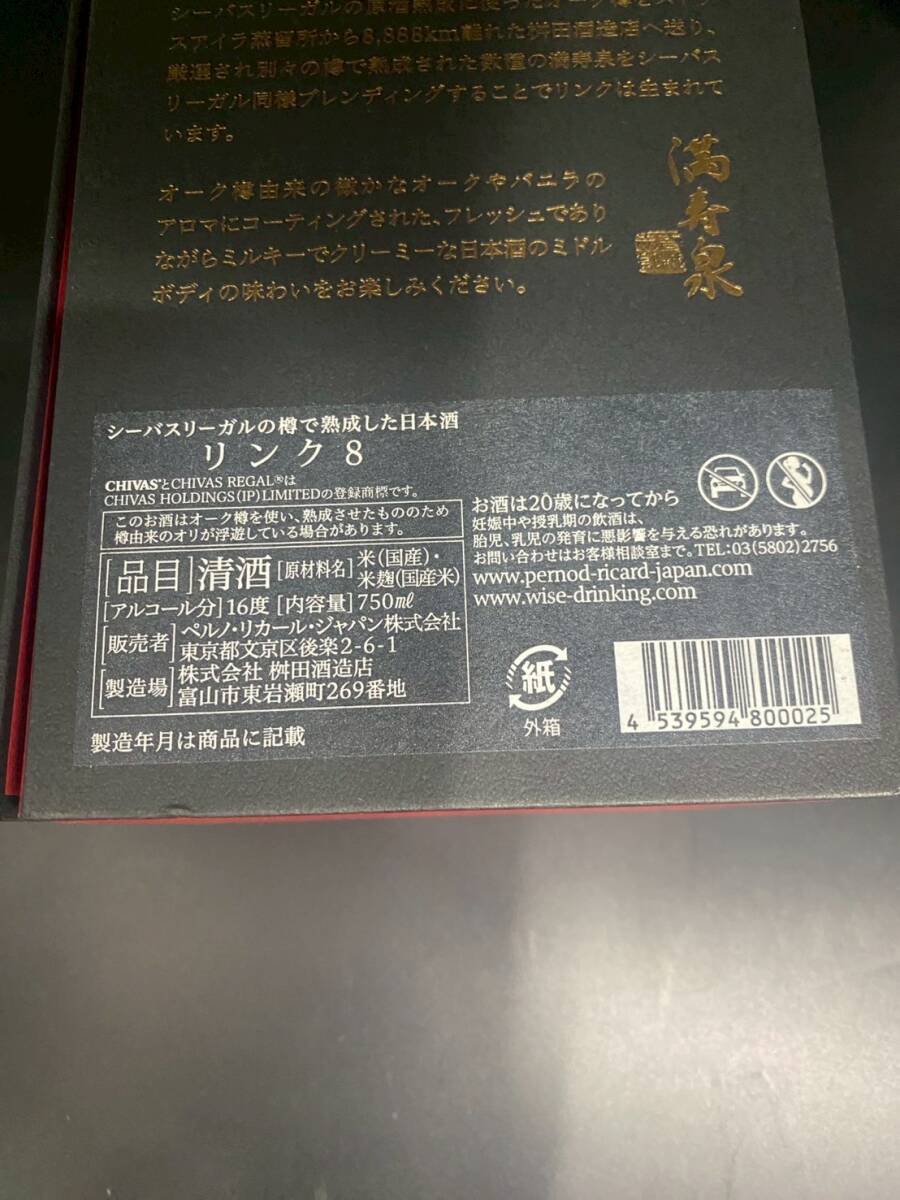 シーバスリーガルの原酒熟成に使ったオーク樽をスト
スアイラ蒸留所から8,888km離れた桝田酒造店へ送り、
厳選され別々の樽で熟成された数種の満寿泉をシーバス
リーガル同様ブレンディングすることでリンクは生まれて
います。
オーク樽由来の微かなオークやバニラの
アロマにコーティングされた、フレッシュであり
ながらミルキーでクリーミーな日本酒のミドル
ボディの味わいをお楽しみください。
満寿泉
シーバスリーガルの樽で熟成した日本酒
リンク 8
CHIVAS®とCHIVAS REGAL®は
CHIVAS HOLDINGS(IP)LIMITEDの登録商標です。
このお酒はオーク樽を使い、熟成させたもののため
樽由来のオリが浮遊している場合があります。
[品目]清酒 [原材料名] 米(国産)・
米麹(国産米)
[アルコール分]16度 [内容量]750㎖
[販売者] ペルノ・リカール・ジャパン株式会社
東京都文京区後楽2-6-1
[製造場] 株式会社 桝田酒造店
富山市東岩瀬町269番地
製造年月は商品に記載
お酒は20歳になってから
妊娠中や授乳期の飲酒は、
胎児、乳児の発育に悪影響を与える恐れがあります。
お問い合わせはお客様相談室まで。TEL:03(5802)2756
www.pernod-ricard-japan.com
www.wise-drinking.com
紙
外箱
4 539594 800025